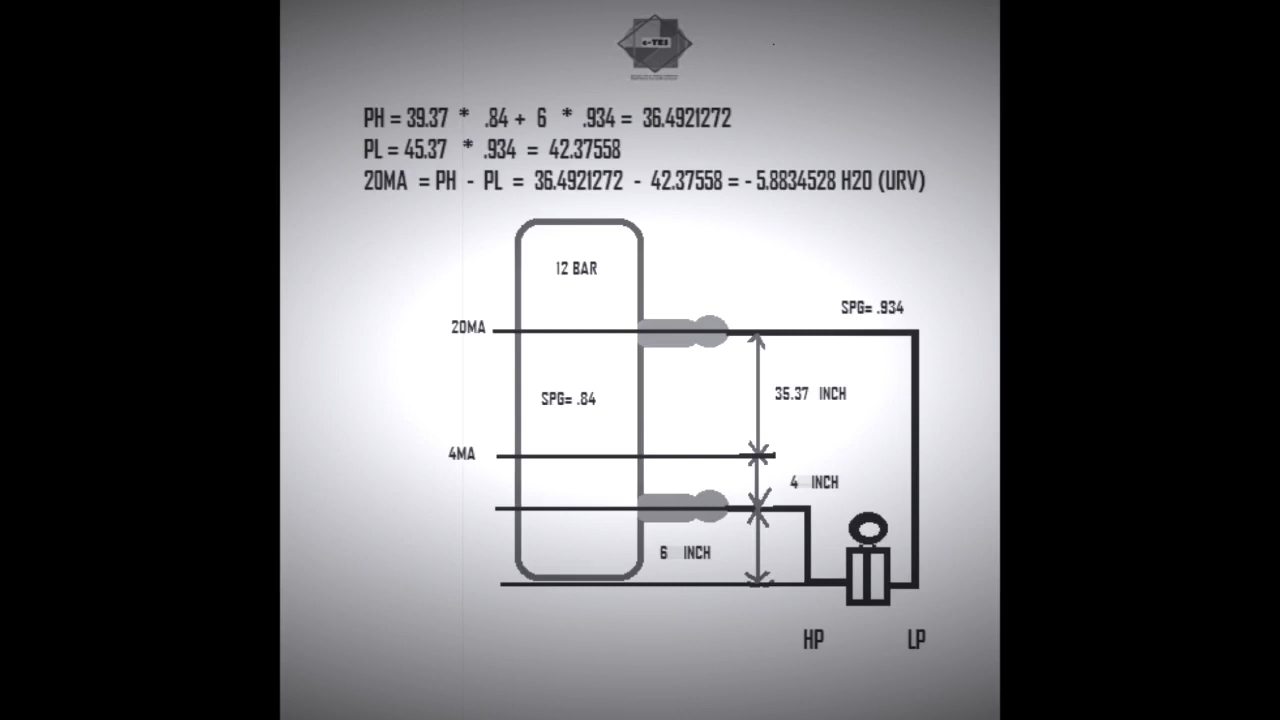 e-TEJ
PH = 39.37 * .84 + 6 * .934 = 36.4921272
PL = 45.37 * .934 = 42.37558
20MA = PH - PL = 36.4921272 - 42.37558 = - 5.8834528 H2O (URV)
12 BAR
SPG= .934
20MA
35.37 INCH
SPG= .84
4MA
4 INCH
6 INCH
HP LP